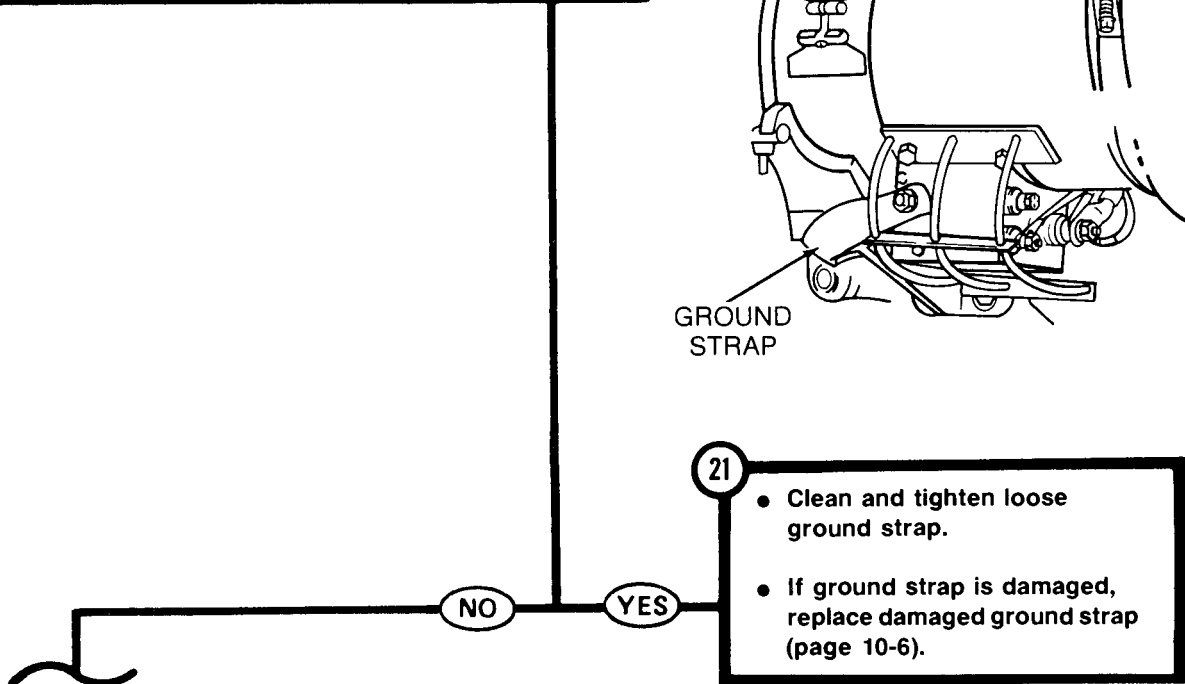 GROUND
STRAP
21
• Clean and tighten loose
ground strap.
• If ground strap is damaged,
replace damaged ground strap
(page 10-6).
NO
YES